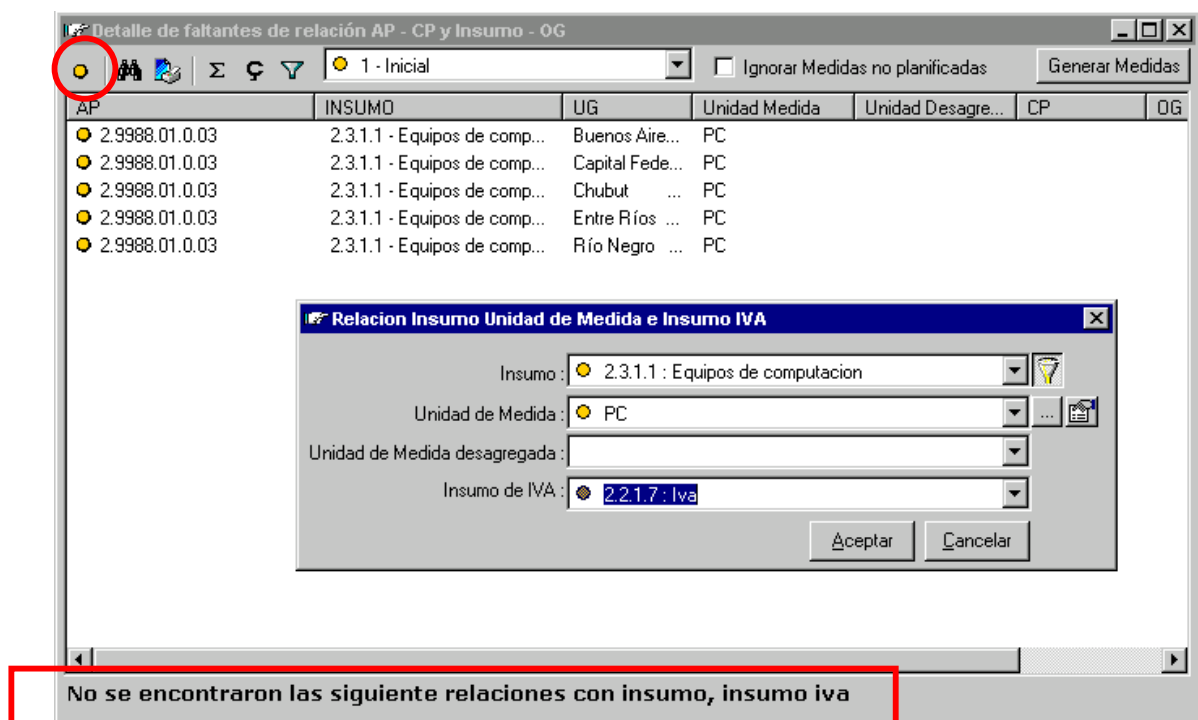 Detalle de faltantes de relación AP - CP y Insumo - OG
Σ Ç 1 - Inicial Ignorar Medidas no planificadas Generar Medidas
AP INSUMO UG Unidad Medida Unidad Desagre... CP OG
2.9988.01.0.03 2.3.1.1 - Equipos de comp... Buenos Aire... PC
2.9988.01.0.03 2.3.1.1 - Equipos de comp... Capital Fede... PC
2.9988.01.0.03 2.3.1.1 - Equipos de comp... Chubut ... PC
2.9988.01.0.03 2.3.1.1 - Equipos de comp... Entre Ríos ... PC
2.9988.01.0.03 2.3.1.1 - Equipos de comp... Río Negro ... PC
Relacion Insumo Unidad de Medida e Insumo IVA
Insumo : 2.3.1.1 : Equipos de computacion
Unidad de Medida : PC ...
Unidad de Medida desagregada :
Insumo de IVA : 2.2.1.7 : Iva
Aceptar Cancelar
No se encontraron las siguiente relaciones con insumo, insumo iva